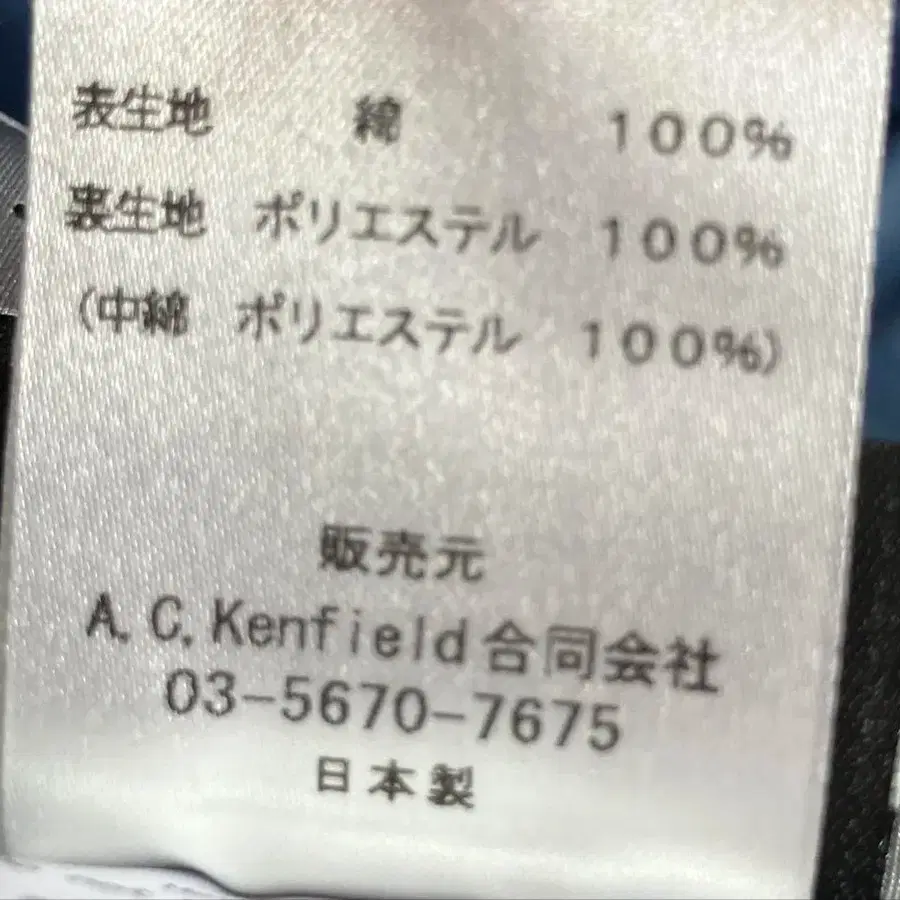 表生地 綿 100%
裏生地 ポリエステル 100%
(中綿 ポリエステル 100%)
販売元
A.C.Kenfield合同会社
03-5670-7675
日本製